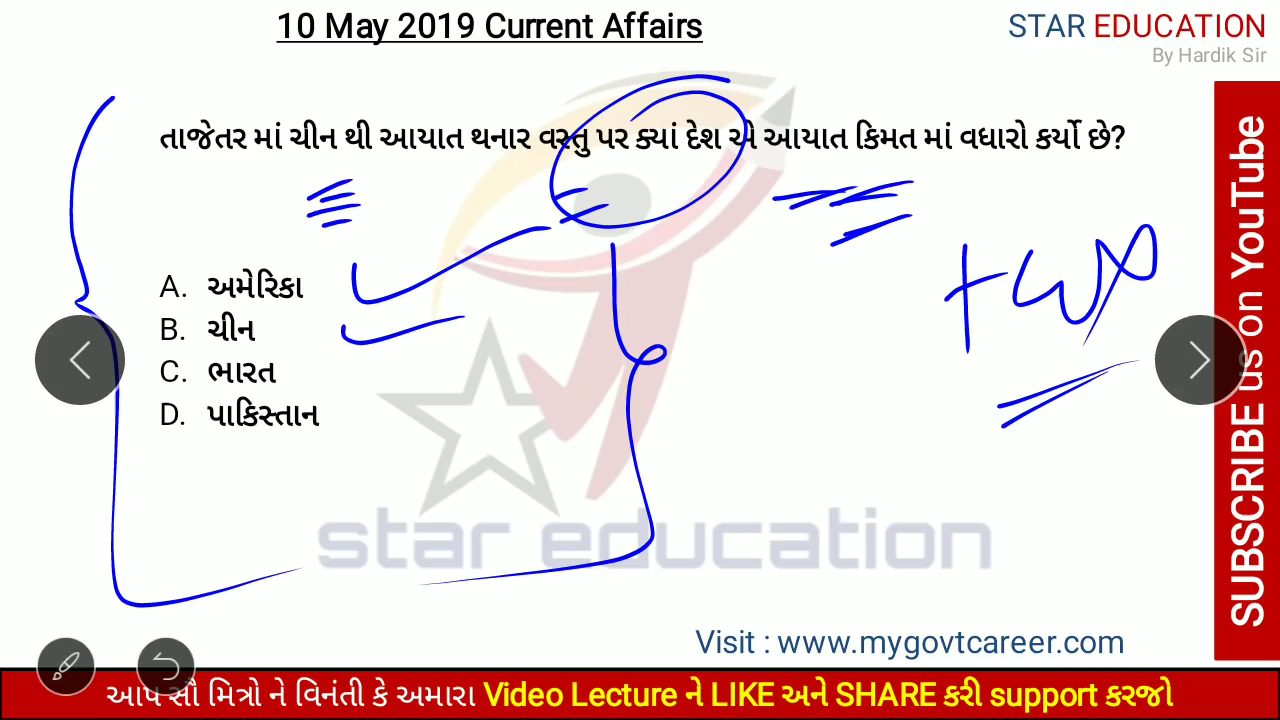 10 May 2019 Current Affairs
STAR EDUCATION
By Hardik Sir
તાજેતર માં ચીન થી આયાત થનાર વસ્તુ પર ક્યાં દેશ એ આયાત કિમત માં વધારો કર્યો છે?
A. અમેરિકા
B. ચીન
C. ભારત
D. પાકિસ્તાન
star education
Visit : www.mygovtcareer.com
SUBSCRIBE us on YouTube
આપ સૌ મિત્રો ને વિનંતી કે અમારા Video Lecture ને LIKE અને SHARE કરી support કરજો